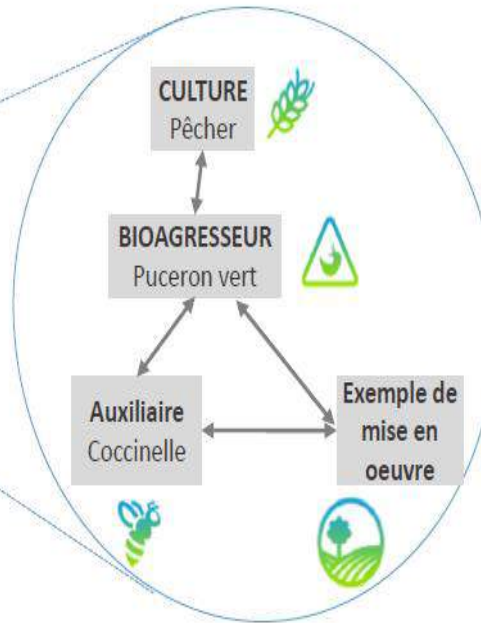 CULTURE
Pêcher
BIOAGRESSEUR
Puceron vert
Auxiliaire
Coccinelle
Exemple de
mise en
oeuvre